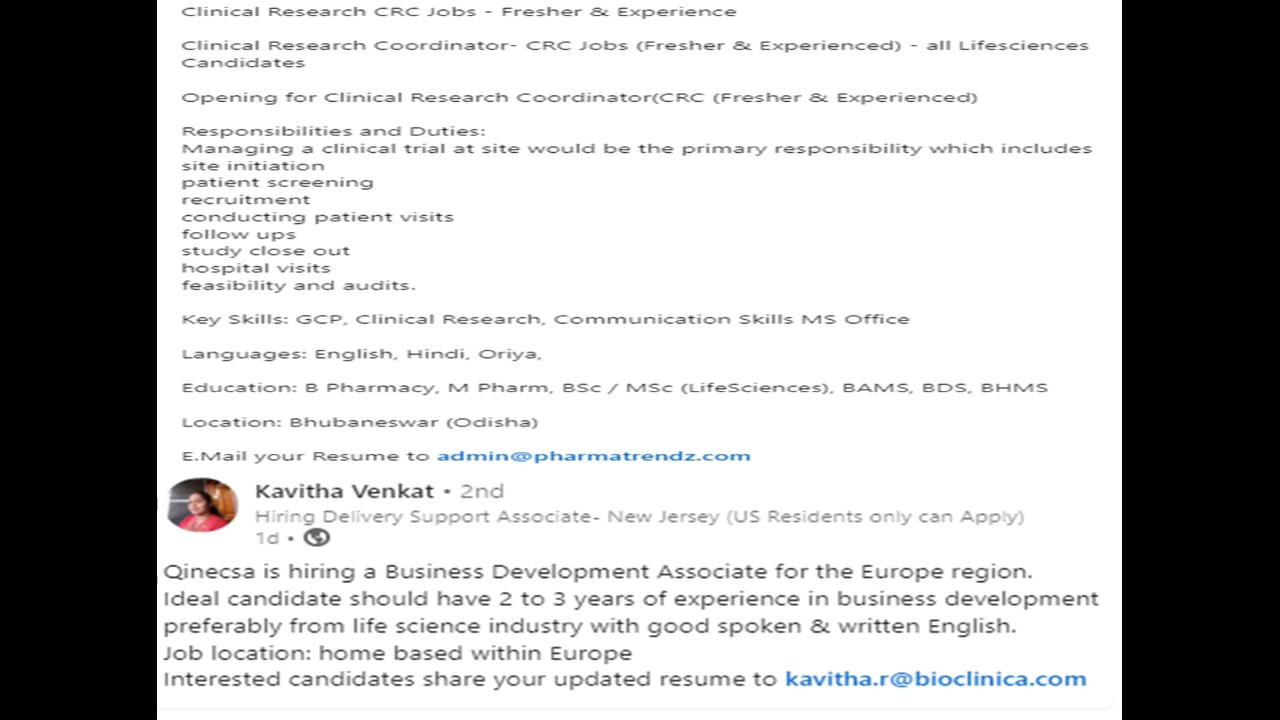 Clinical Research CRC Jobs - Fresher & Experience
Clinical Research Coordinator- CRC Jobs (Fresher & Experienced) - all Lifesciences
Candidates
Opening for Clinical Research Coordinator(CRC (Fresher & Experienced)
Responsibilities and Duties:
Managing a clinical trial at site would be the primary responsibility which includes
site initiation
patient screening
recruitment
conducting patient visits
follow ups
study close out
hospital visits
feasibility and audits.
Key Skills: GCP, Clinical Research, Communication Skills MS Office
Languages: English, Hindi, Oriya,
Education: B Pharmacy, M Pharm, BSc / MSc (LifeSciences), BAMS, BDS, BHMS
Location: Bhubaneswar (Odisha)
E.Mail your Resume to admin@pharmatrendz.com
Kavitha Venkat • 2nd
Hiring Delivery Support Associate- New Jersey (US Residents only can Apply)
1d •
Qinecsa is hiring a Business Development Associate for the Europe region.
Ideal candidate should have 2 to 3 years of experience in business development
preferably from life science industry with good spoken & written English.
Job location: home based within Europe
Interested candidates share your updated resume to kavitha.r@bioclinica.com